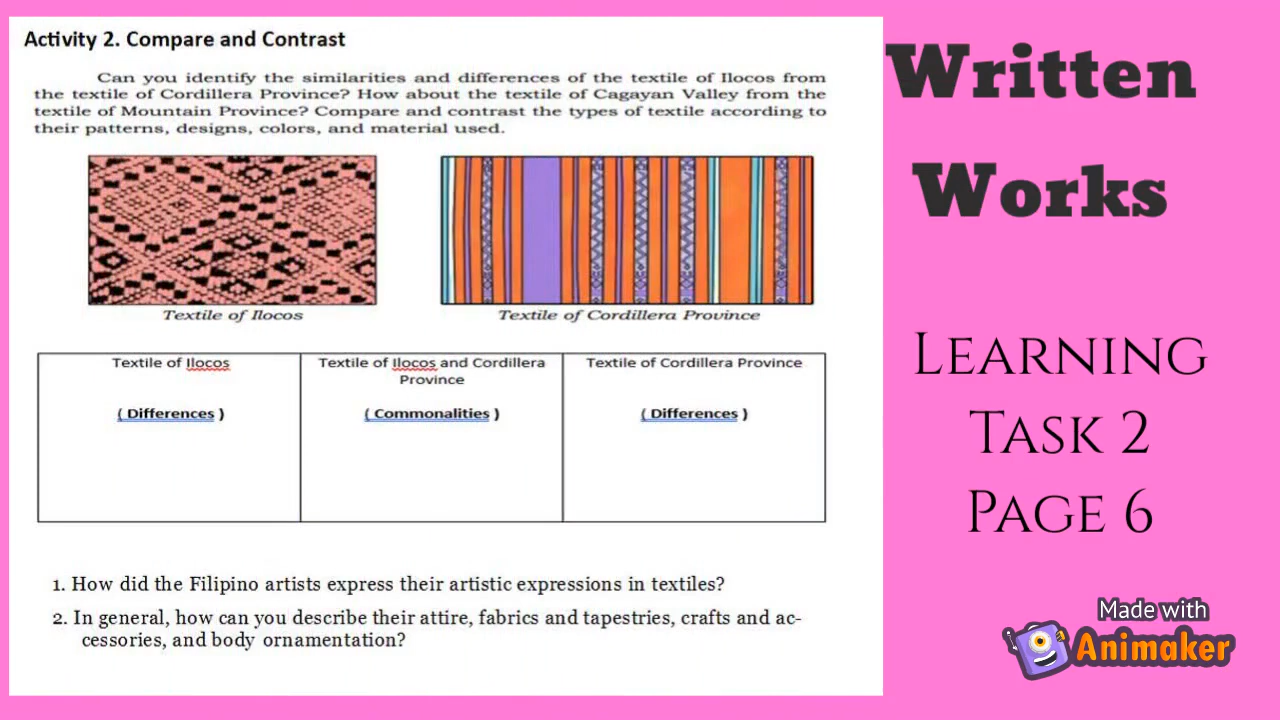 Activity 2. Compare and Contrast
Can you identify the similarities and differences of the textile of Ilocos from
the textile of Cordillera Province? How about the textile of Cagayan Valley from the
textile of Mountain Province? Compare and contrast the types of textile according to
their patterns, designs, colors, and material used.
Textile of Ilocos
Textile of Cordillera Province
Textile of Ilocos
( Differences )
Textile of Ilocos and Cordillera
Province
( Commonalities )
Textile of Cordillera Province
( Differences )
1. How did the Filipino artists express their artistic expressions in textiles?
2. In general, how can you describe their attire, fabrics and tapestries, crafts and ac-
cessories, and body ornamentation?
Written
Works
Learning
Task 2
Page 6
Made with
Animaker